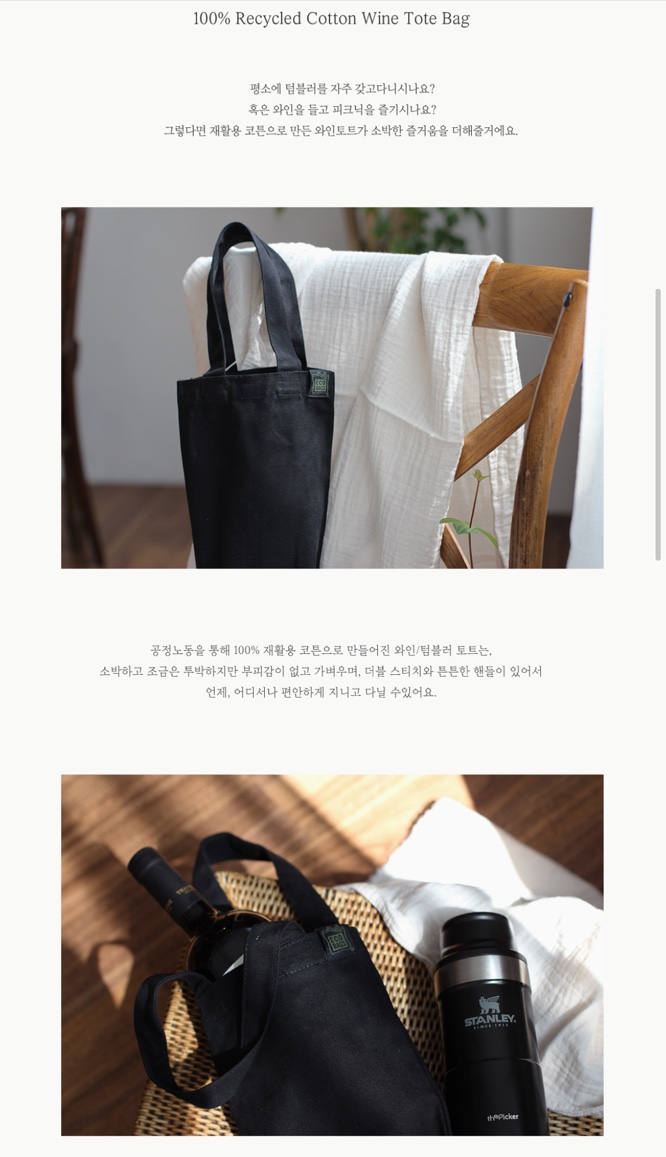 100% Recycled Cotton Wine Tote Bag
평소에 텀블러를 자주 갖고다니시나요?
혹은 와인을 들고 피크닉을 즐기시나요?
그렇다면 재활용 코튼으로 만든 와인토트가 소박한 즐거움을 더해줄거에요.
공정노동을 통해 100% 재활용 코튼으로 만들어진 와인/텀블러 토트는,
소박하고 조금은 투박하지만 부피감이 없고 가벼우며, 더블 스티치와 튼튼한 핸들이 있어서
언제, 어디서나 편안하게 지니고 다닐 수있어요.
STANLEY.
SINCE 1913
thepicker